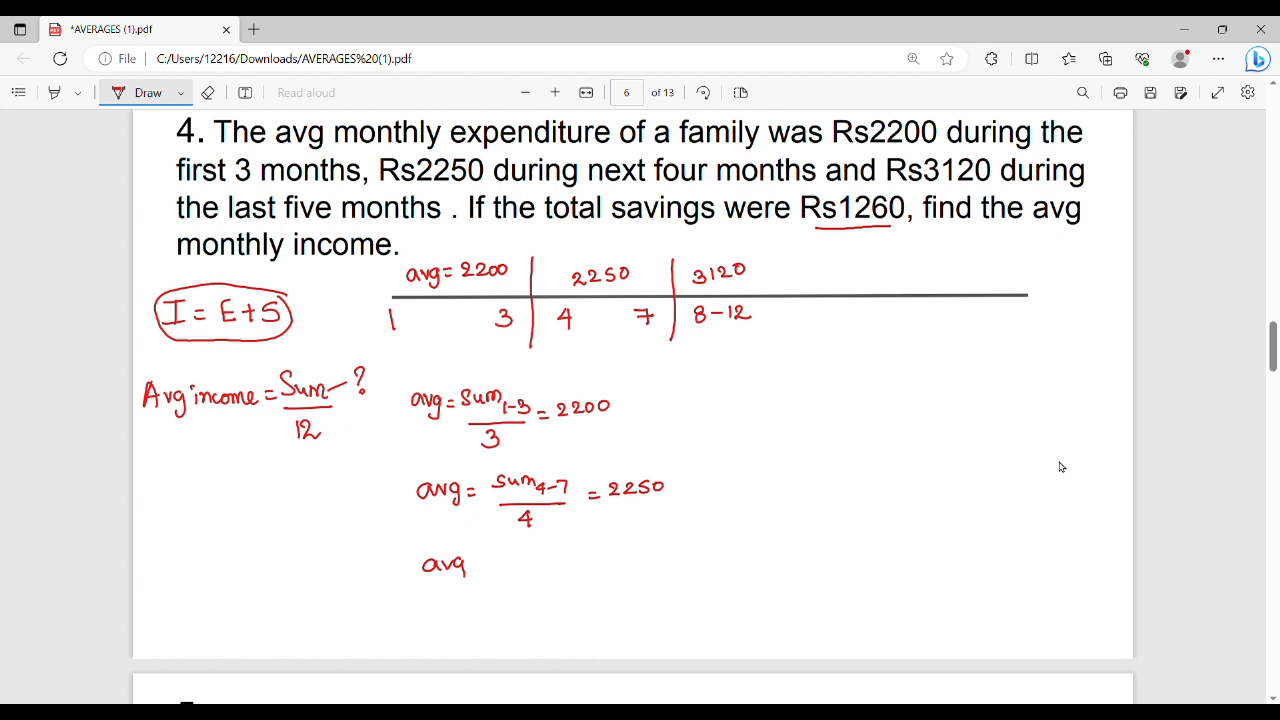 *AVERAGES (1).pdf
File C:/Users/12216/Downloads/AVERAGES%20(1).pdf
Draw Read aloud 6 of 13
4. The avg monthly expenditure of a family was Rs2200 during the
first 3 months, Rs2250 during next four months and Rs3120 during
the last five months . If the total savings were Rs1260, find the avg
monthly income.
avg = 2200 2250 3120
I = E+S 1 3 4 7 8-12
Avg income = Sum - ?
12
avg = Sum1-3 = 2200
3
avg = Sum4-7 = 2250
4
avg